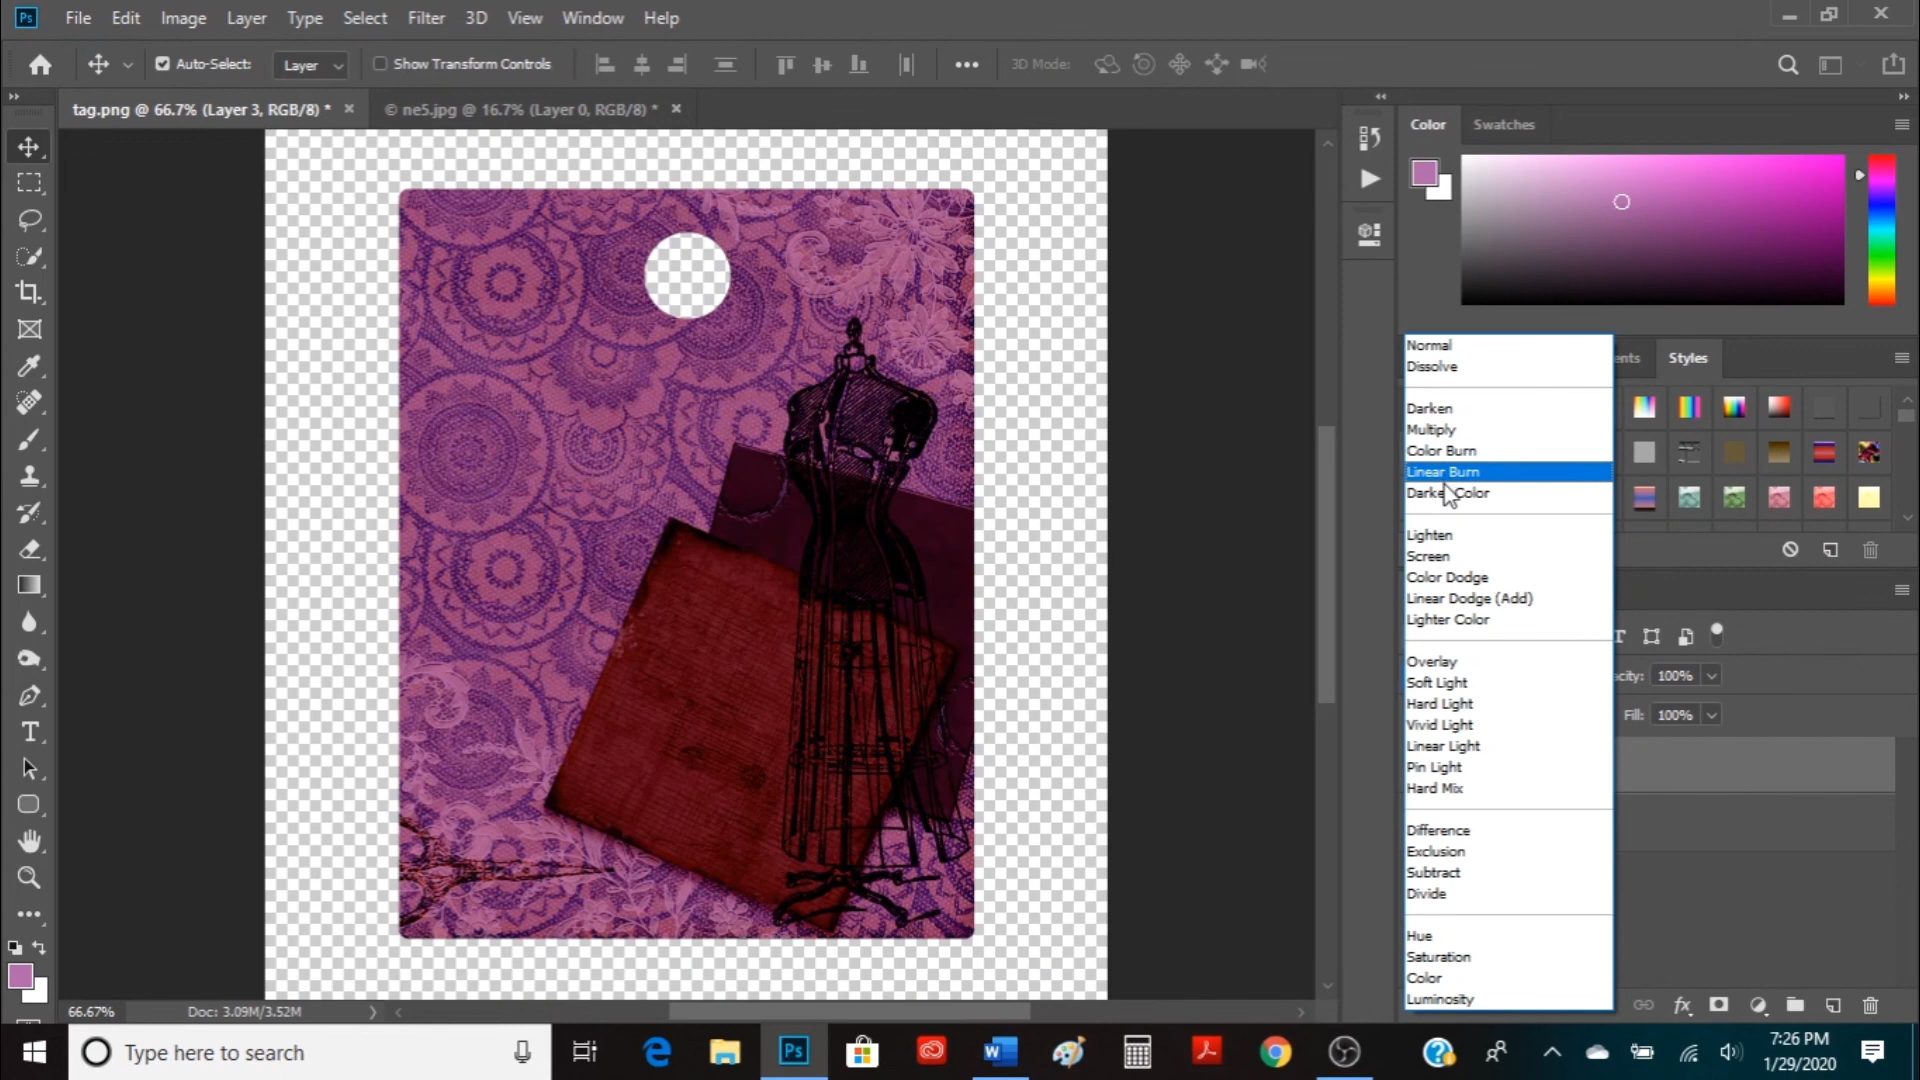 Ps File Edit Image Layer Type Select Filter 3D View Window Help
Auto-Select: Layer Show Transform Controls 3D Mode:
tag.png @ 66.7% (Layer 3, RGB/8) * © ne5.jpg @ 16.7% (Layer 0, RGB/8) *
Color Swatches
Normal
Dissolve
Styles
Darken
Multiply
Color Burn
Linear Burn
Darker Color
Lighten
Screen
Color Dodge
Linear Dodge (Add)
Lighter Color
Overlay
Soft Light
Hard Light
Vivid Light
Linear Light
Pin Light
Hard Mix
Difference
Exclusion
Subtract
Divide
Hue
Saturation
Color
Luminosity
100%
Fill: 100%
fx
66.67% Doc: 3.09M/3.52M
Type here to search
Ps
7:26 PM
1/29/2020